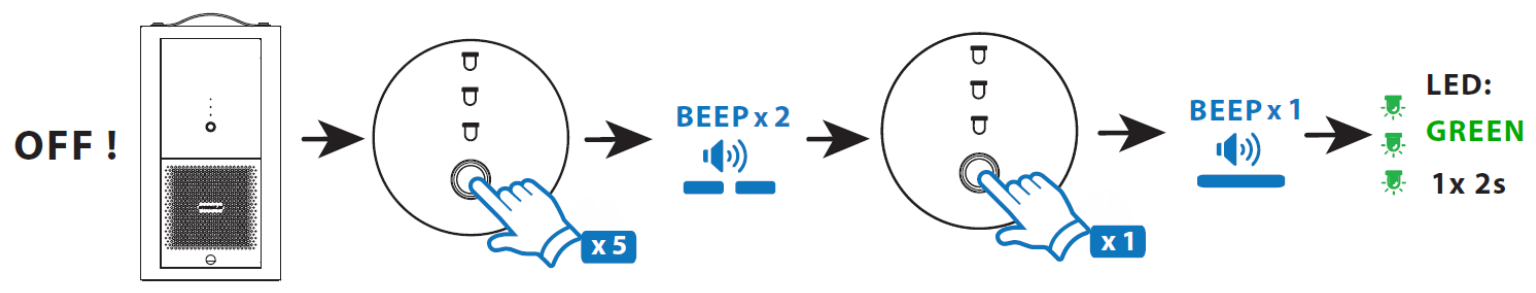 OFF !
x 5
BEEP x 2
x 1
BEEP x 1
LED:
GREEN
1x 2s